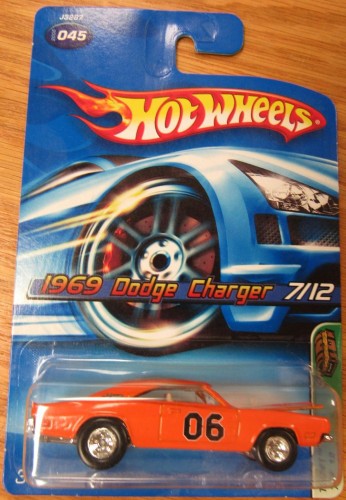 045
HOT WHEELS
1969 Dodge Charger 7/12
06